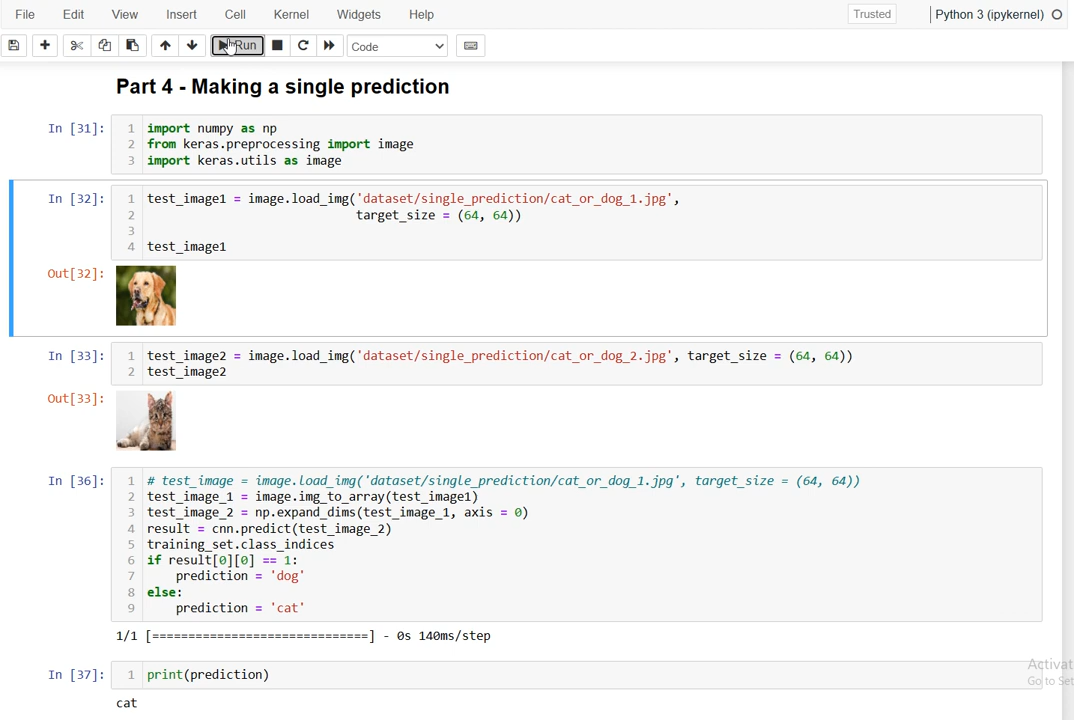 File Edit View Insert Cell Kernel Widgets Help Trusted Python 3 (ipykernel)
Run Code
Part 4 - Making a single prediction
In [31]: 1 import numpy as np
2 from keras.preprocessing import image
3 import keras.utils as image
In [32]: 1 test_image1 = image.load_img('dataset/single_prediction/cat_or_dog_1.jpg',
2 target_size = (64, 64))
3
4 test_image1
Out[32]:
In [33]: 1 test_image2 = image.load_img('dataset/single_prediction/cat_or_dog_2.jpg', target_size = (64, 64))
2 test_image2
Out[33]:
In [36]: 1 # test_image = image.load_img('dataset/single_prediction/cat_or_dog_1.jpg', target_size = (64, 64))
2 test_image_1 = image.img_to_array(test_image1)
3 test_image_2 = np.expand_dims(test_image_1, axis = 0)
4 result = cnn.predict(test_image_2)
5 training_set.class_indices
6 if result[0][0] == 1:
7 prediction = 'dog'
8 else:
9 prediction = 'cat'
1/1 [==============================] - 0s 140ms/step
In [37]: 1 print(prediction)
cat
Activat
Go to Set